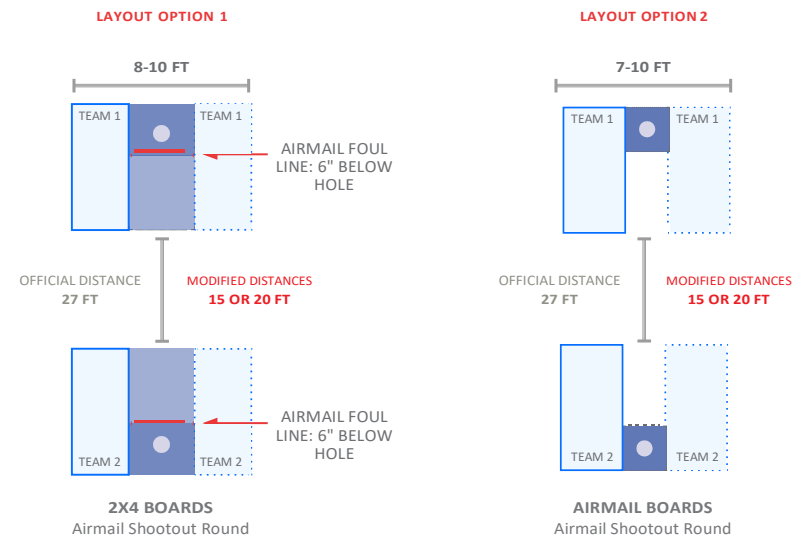 LAYOUT OPTION 1
8-10 FT
TEAM 1
TEAM 1
AIRMAIL FOUL
LINE: 6" BELOW
HOLE
OFFICIAL DISTANCE
27 FT
MODIFIED DISTANCES
15 OR 20 FT
AIRMAIL FOUL
LINE: 6" BELOW
HOLE
TEAM 2
TEAM 2
2X4 BOARDS
Airmail Shootout Round
LAYOUT OPTION 2
7-10 FT
TEAM 1
TEAM 1
OFFICIAL DISTANCE
27 FT
MODIFIED DISTANCES
15 OR 20 FT
TEAM 2
TEAM 2
AIRMAIL BOARDS
Airmail Shootout Round